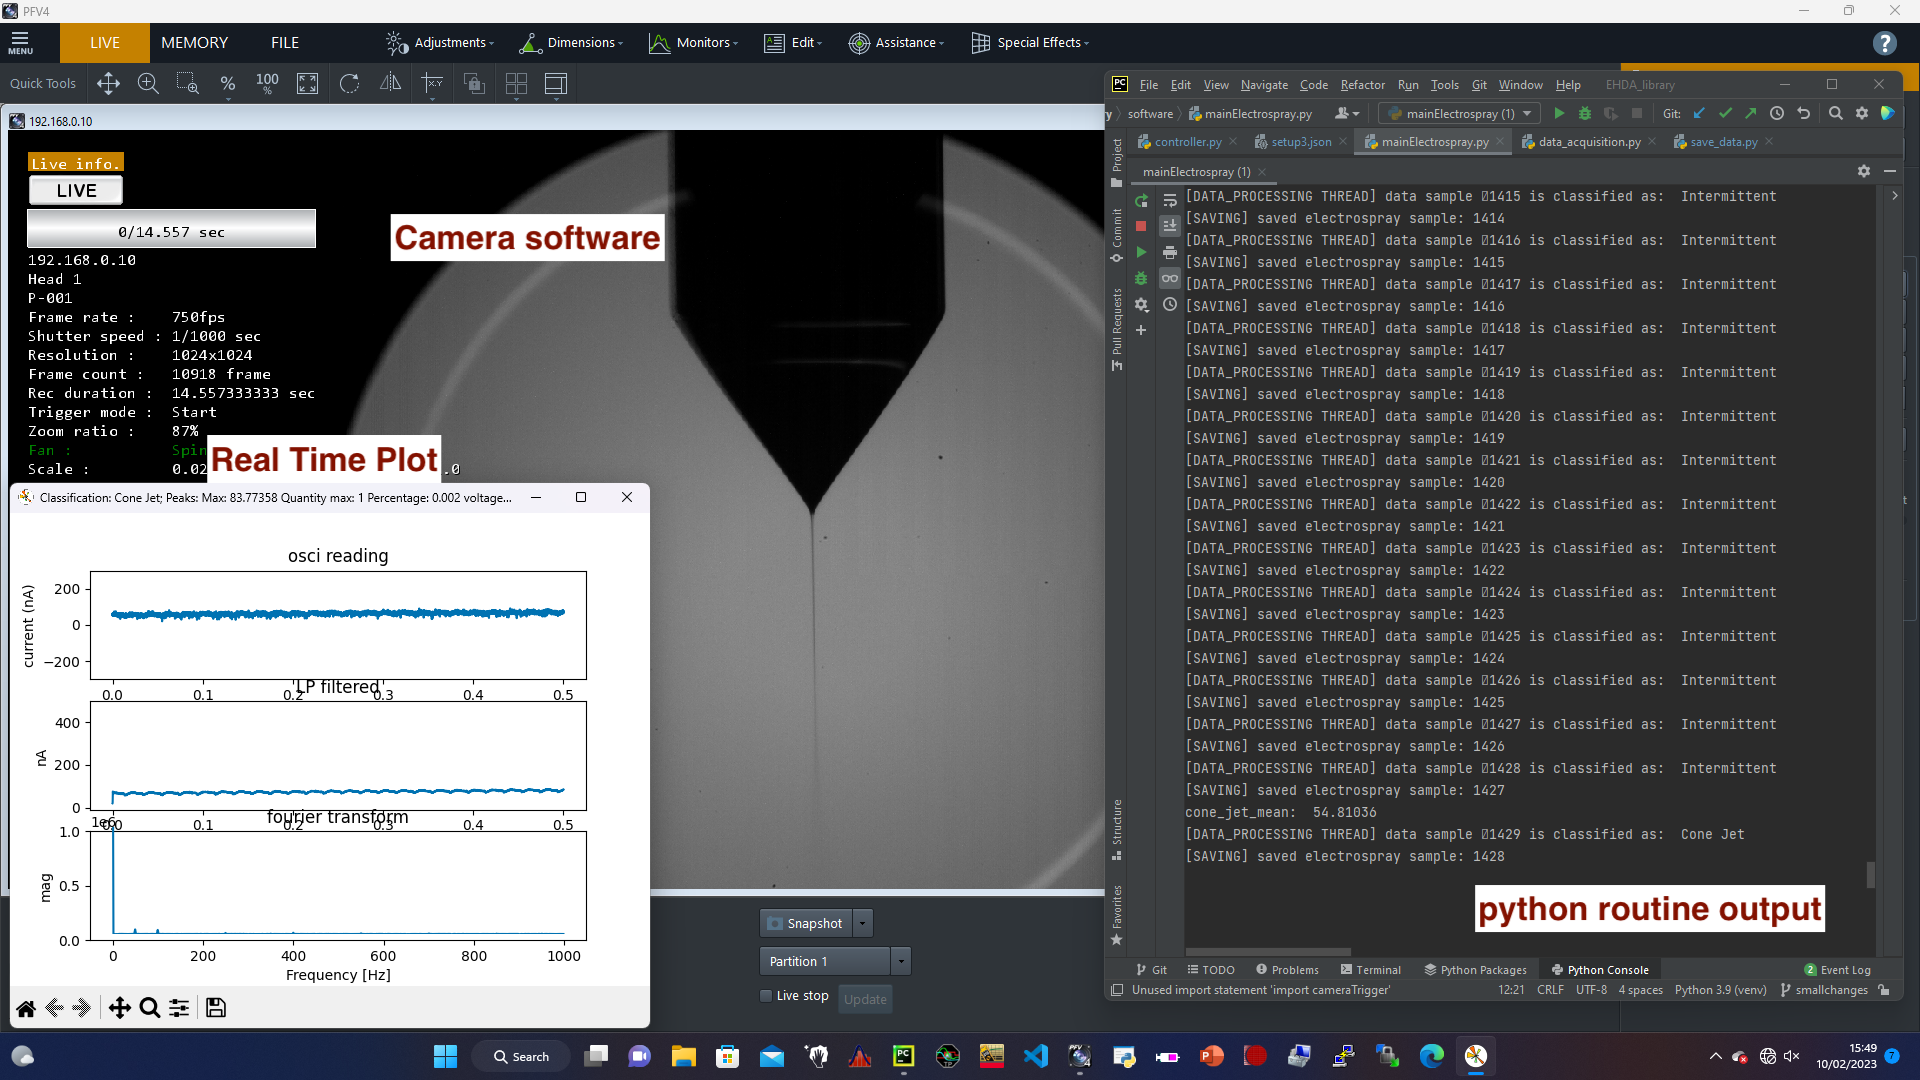 PFV4
MENU
LIVE
MEMORY
FILE
Adjustments
Dimensions
Monitors
Edit
Assistance
Special Effects
Quick Tools
%
100 %
192.168.0.10
Live info.
LIVE
0/14.557 sec
192.168.0.10
Head 1
P-001
Frame rate : 750fps
Shutter speed : 1/1000 sec
Resolution : 1024x1024
Frame count : 10918 frame
Rec duration : 14.557333333 sec
Trigger mode : Start
Zoom ratio : 87%
Fan : Spin
Scale : 0.02
.0
Camera software
Real Time Plot
Classification: Cone Jet; Peaks: Max: 83.77358 Quantity max: 1 Percentage: 0.002 voltage...
osci reading
current (nA)
200
0
−200
0.0 0.1 0.2 0.3 0.4 0.5
LP filtered
nA
400
200
0
0.0 0.1 0.2 0.3 0.4 0.5
fourier transform
1e6
mag
1.0
0.5
0.0
0 200 400 600 800 1000
Frequency [Hz]
Snapshot
Partition 1
Live stop
Update
PC
File Edit View Navigate Code Refactor Run Tools Git Window Help
EHDA_library
y
software
mainElectrospray.py
mainElectrospray (1)
Git:
controller.py
setup3.json
mainElectrospray.py
data_acquisition.py
save_data.py
mainElectrospray (1)
Project
Commit
Pull Requests
Structure
Favorites
[DATA_PROCESSING THREAD] data sample 1415 is classified as: Intermittent
[SAVING] saved electrospray sample: 1414
[DATA_PROCESSING THREAD] data sample 1416 is classified as: Intermittent
[SAVING] saved electrospray sample: 1415
[DATA_PROCESSING THREAD] data sample 1417 is classified as: Intermittent
[SAVING] saved electrospray sample: 1416
[DATA_PROCESSING THREAD] data sample 1418 is classified as: Intermittent
[SAVING] saved electrospray sample: 1417
[DATA_PROCESSING THREAD] data sample 1419 is classified as: Intermittent
[SAVING] saved electrospray sample: 1418
[DATA_PROCESSING THREAD] data sample 1420 is classified as: Intermittent
[SAVING] saved electrospray sample: 1419
[DATA_PROCESSING THREAD] data sample 1421 is classified as: Intermittent
[SAVING] saved electrospray sample: 1420
[DATA_PROCESSING THREAD] data sample 1422 is classified as: Intermittent
[SAVING] saved electrospray sample: 1421
[DATA_PROCESSING THREAD] data sample 1423 is classified as: Intermittent
[SAVING] saved electrospray sample: 1422
[DATA_PROCESSING THREAD] data sample 1424 is classified as: Intermittent
[SAVING] saved electrospray sample: 1423
[DATA_PROCESSING THREAD] data sample 1425 is classified as: Intermittent
[SAVING] saved electrospray sample: 1424
[DATA_PROCESSING THREAD] data sample 1426 is classified as: Intermittent
[SAVING] saved electrospray sample: 1425
[DATA_PROCESSING THREAD] data sample 1427 is classified as: Intermittent
[SAVING] saved electrospray sample: 1426
[DATA_PROCESSING THREAD] data sample 1428 is classified as: Intermittent
[SAVING] saved electrospray sample: 1427
cone_jet_mean: 54.81036
[DATA_PROCESSING THREAD] data sample 1429 is classified as: Cone Jet
[SAVING] saved electrospray sample: 1428
python routine output
Git
TODO
Problems
Terminal
Python Packages
Python Console
2 Event Log
Unused import statement 'import cameraTrigger'
12:21 CRLF UTF-8 4 spaces Python 3.9 (venv) smallchanges
Search
15:49
10/02/2023
7